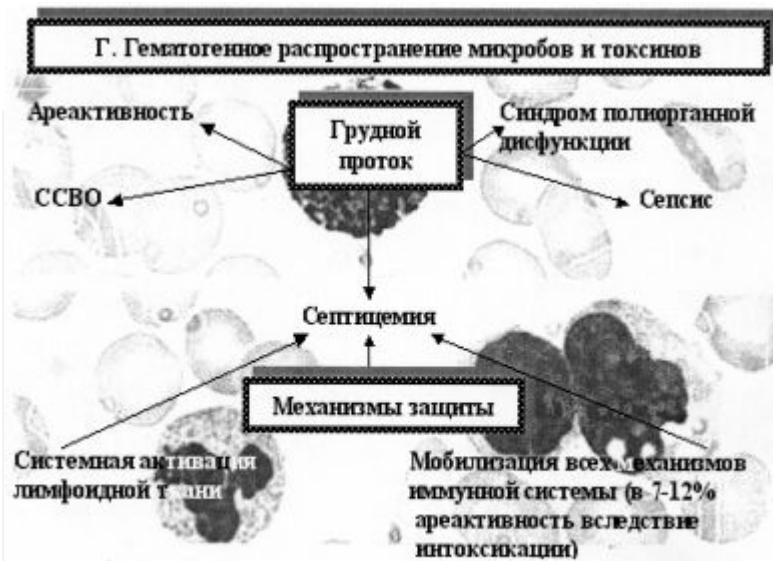 Г. Гематогенное распространение микробов и токсинов
Ареактивность
Грудной
проток
Синдром полиорганной
дисфункции
ССВО
Сепсис
Септицемия
Механизмы защиты
Системная активация
лимфоидной ткани
Мобилизация всех механизмов
иммунной системы (в 7-12%
ареактивность вследствие
интоксикации)